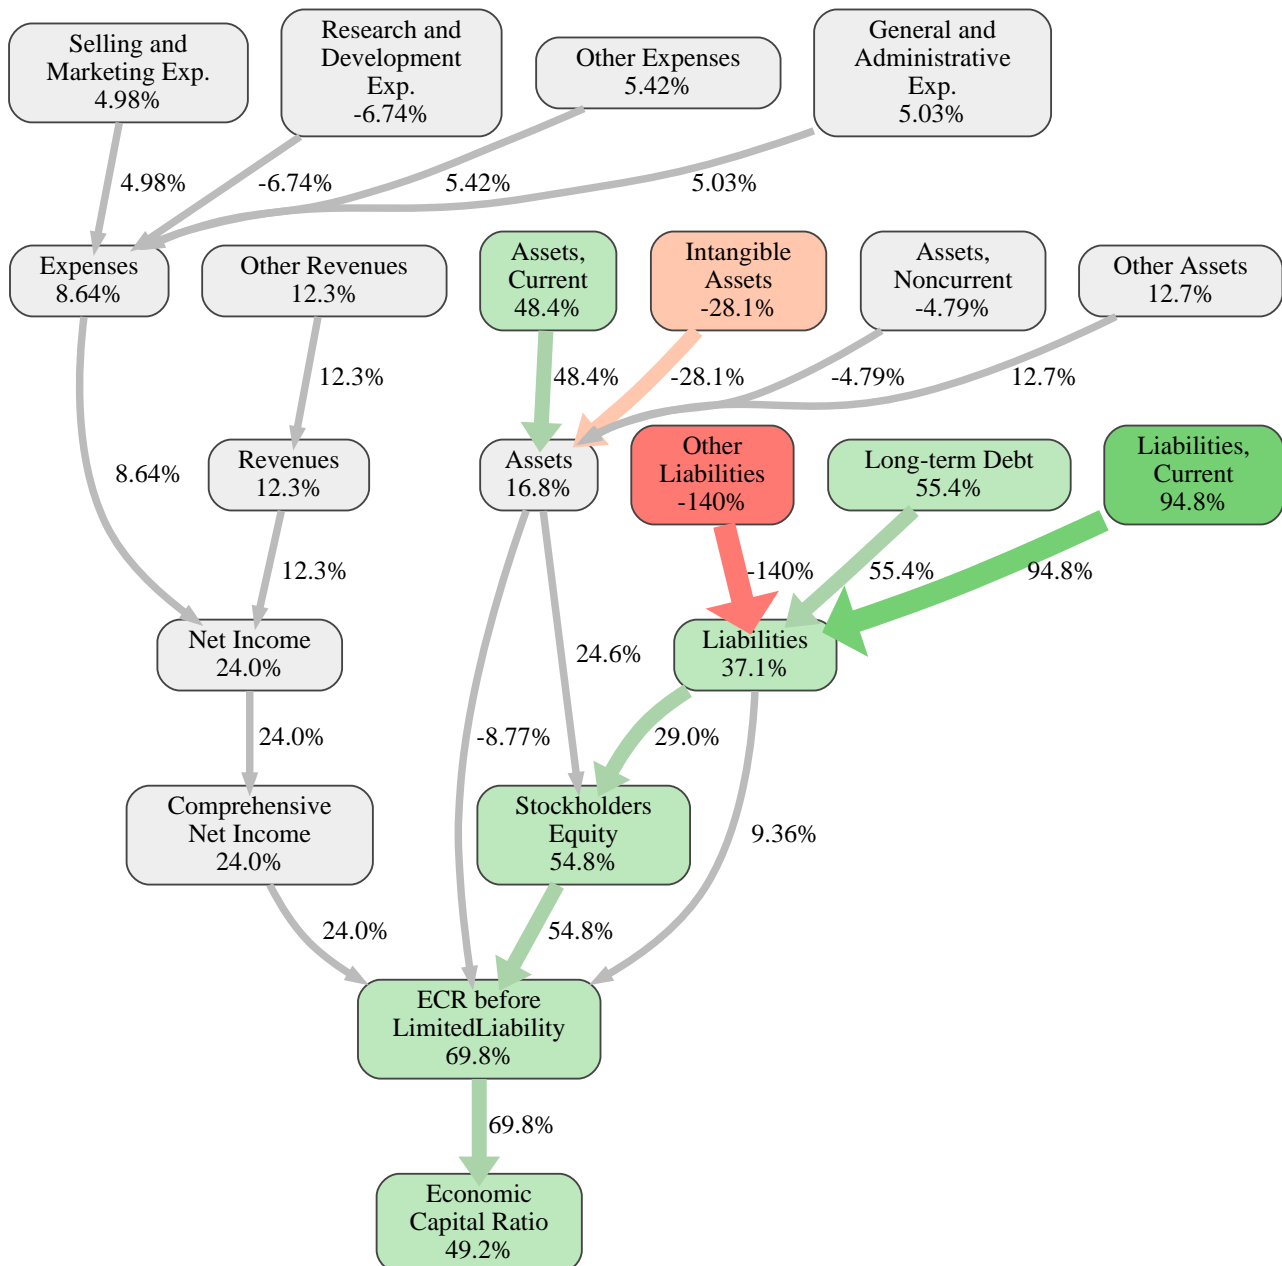 Selling and
Marketing Exp.
4.98%
Research and
Development
Exp.
-6.74%
Other Expenses
5.42%
General and
Administrative
Exp.
5.03%
4.98%
-6.74%
5.42%
5.03%
Expenses
8.64%
Other Revenues
12.3%
Assets,
Current
48.4%
Intangible
Assets
-28.1%
Assets,
Noncurrent
-4.79%
Other Assets
12.7%
12.3%
48.4%
-28.1%
-4.79%
12.7%
8.64%
Revenues
12.3%
Assets
16.8%
Other
Liabilities
-140%
Long-term Debt
55.4%
Liabilities,
Current
94.8%
12.3%
-140%
55.4%
94.8%
Net Income
24.0%
24.6%
Liabilities
37.1%
24.0%
-8.77%
29.0%
Comprehensive
Net Income
24.0%
Stockholders
Equity
54.8%
9.36%
24.0%
54.8%
ECR before
LimitedLiability
69.8%
69.8%
Economic
Capital Ratio
49.2%